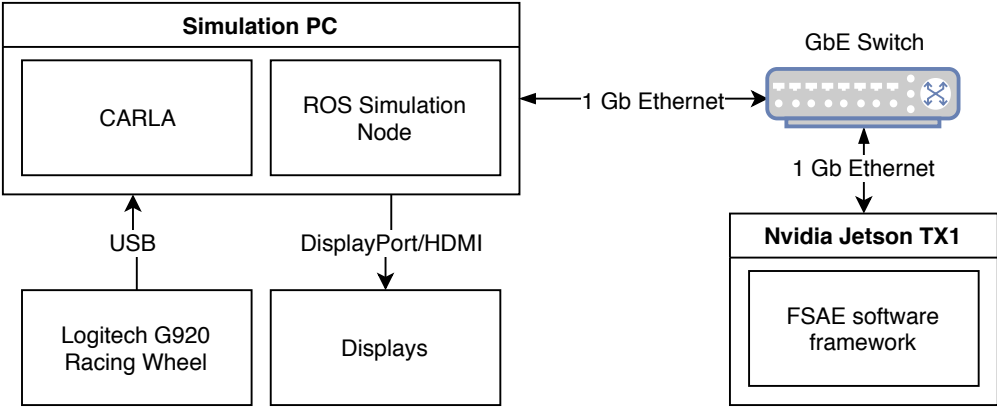 Simulation PC
CARLA
ROS Simulation
Node
1 Gb Ethernet
GbE Switch
1 Gb Ethernet
USB
DisplayPort/HDMI
Nvidia Jetson TX1
FSAE software
framework
Logitech G920
Racing Wheel
Displays